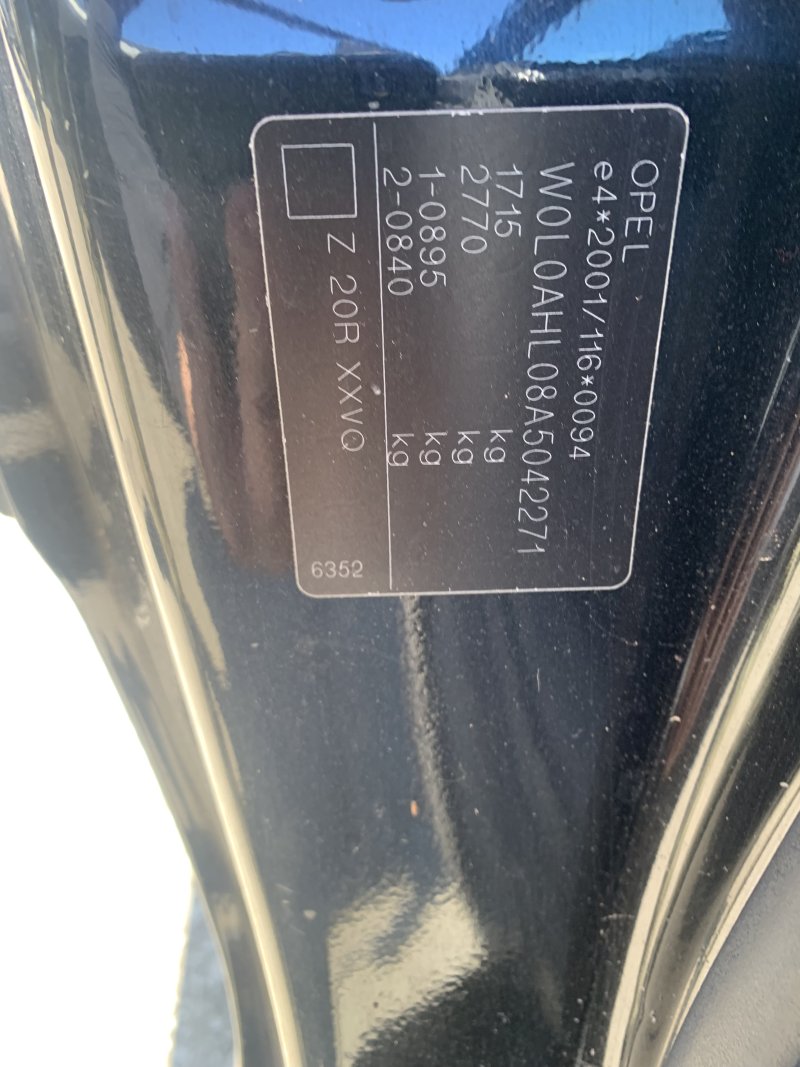 OPEL
e4*2001/116*0094
W0L0AHL08A5042271
1715 kg
2770 kg
1-0895 kg
2-0840 kg
Z 20R XXVQ
6352